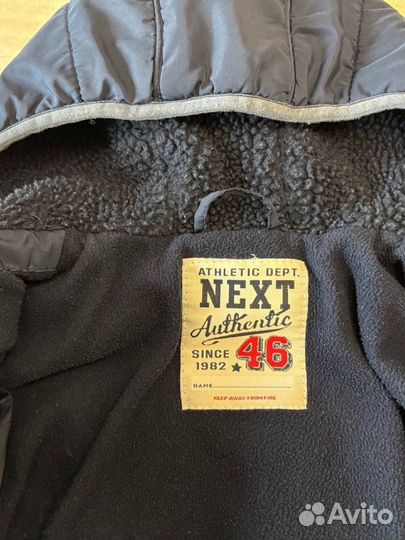 ATHLETIC DEPT.
NEXT
Authentic
SINCE 1982 ★ 46
NAME
KEEP AWAY FROM FIRE
Avito